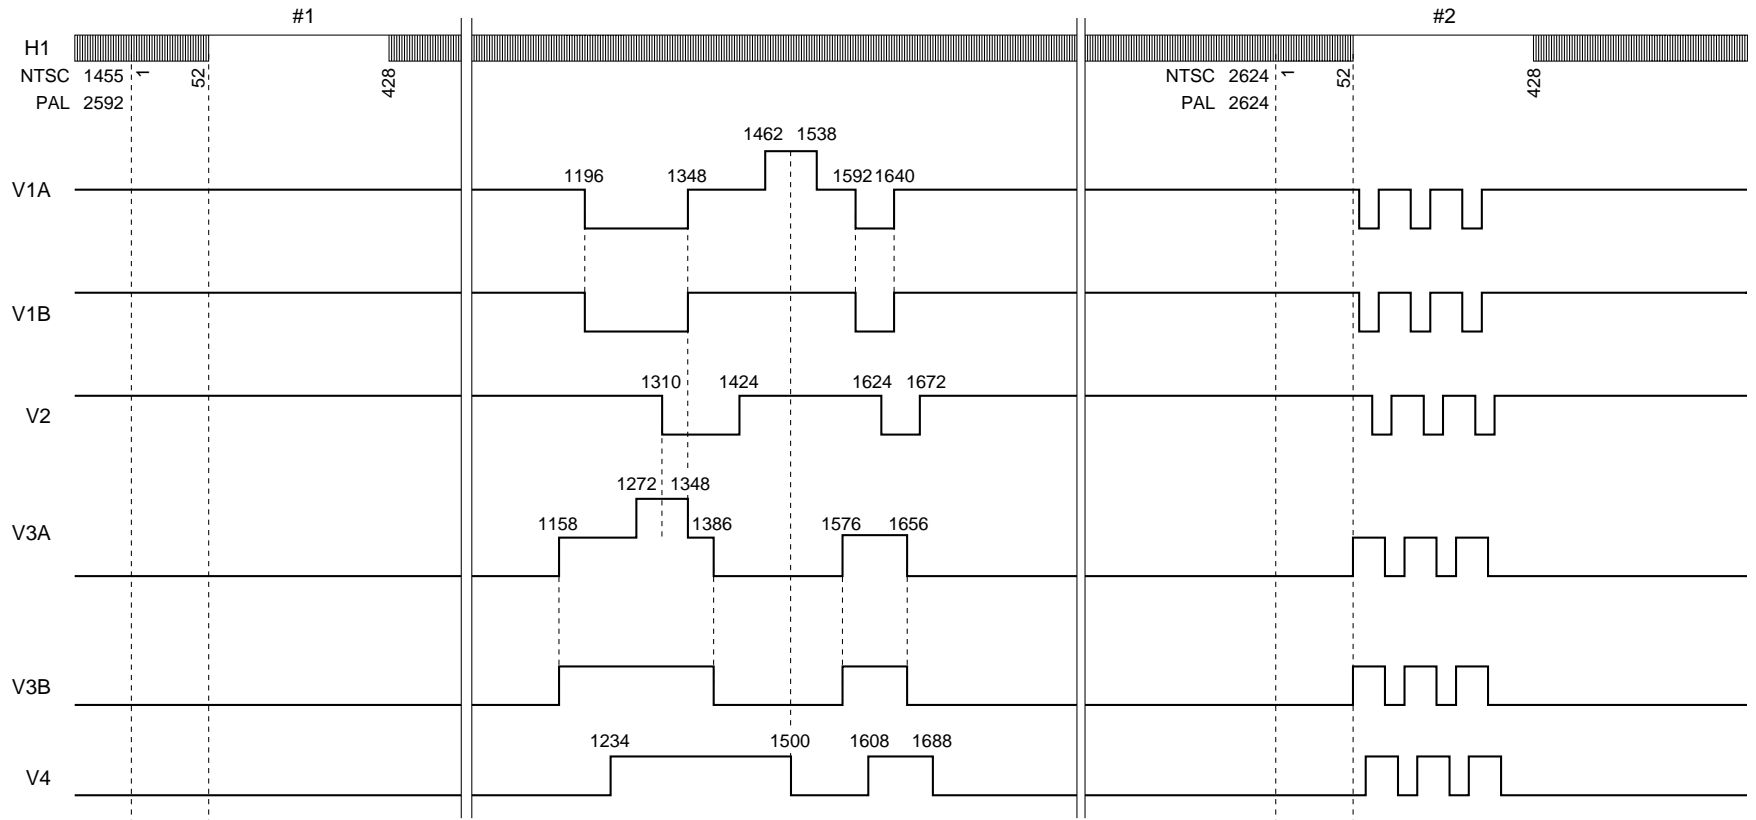 #1 #2
H1
NTSC 1455 1 52 428 NTSC 2624 1 52 428
PAL 2592 PAL 2624
1462 1538
1196 1348 1592 1640
V1A
V1B
1310 1424 1624 1672
V2
1272 1348
1158 1386 1576 1656
V3A
V3B
1234 1500 1608 1688
V4